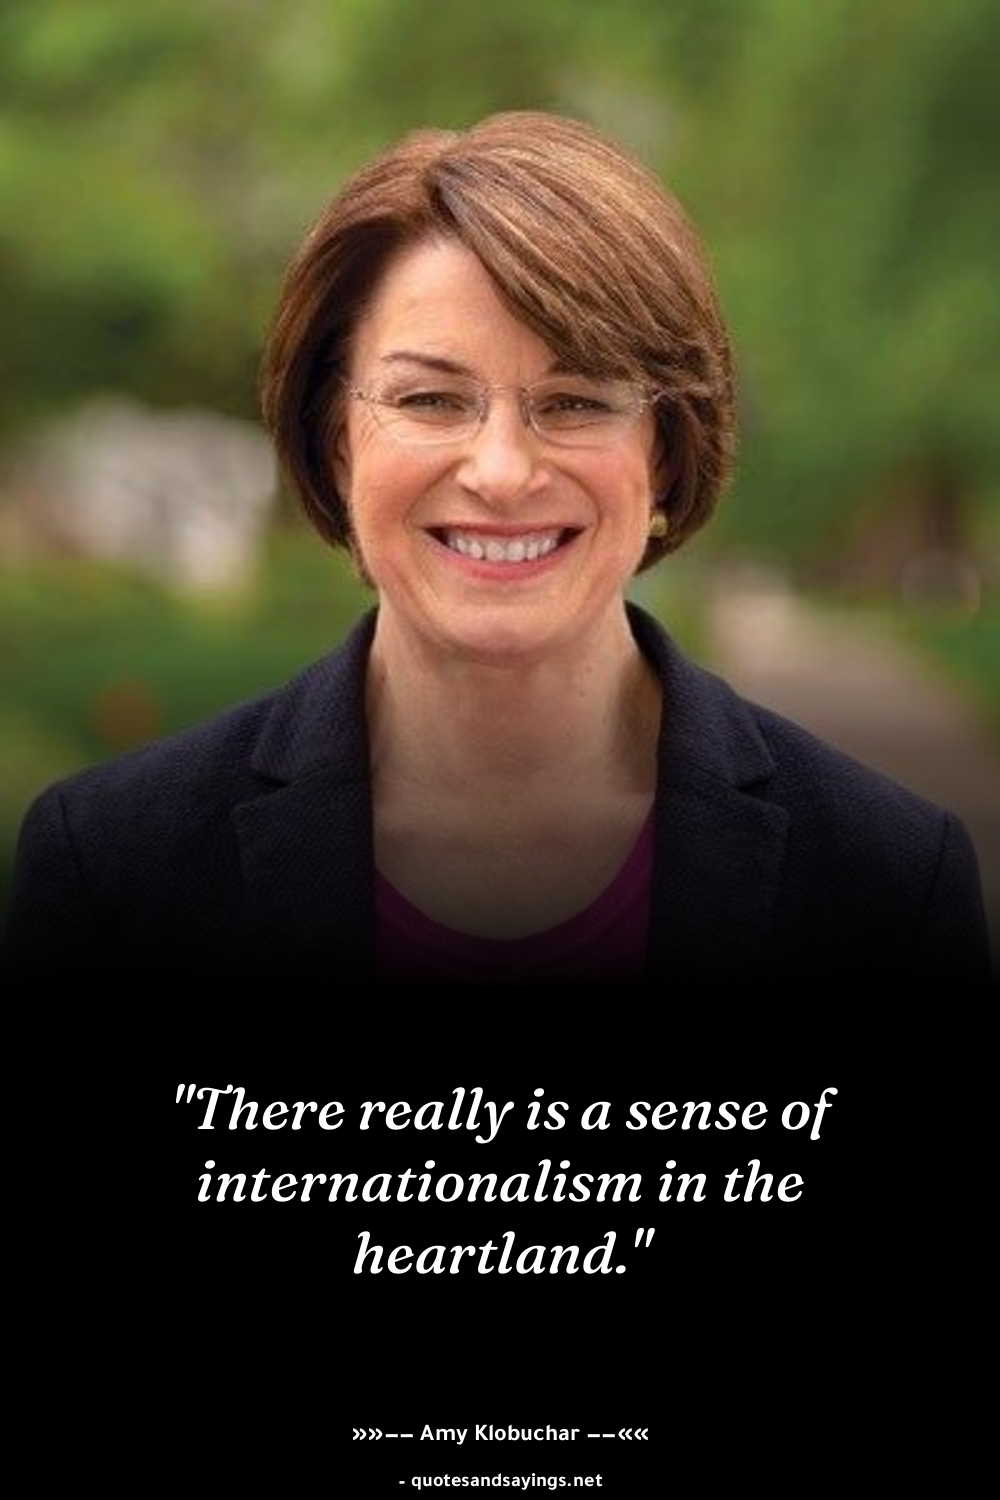 "There really is a sense of
internationalism in the
heartland."
»»–– Amy Klobuchar ––««
- quotesandsayings.net